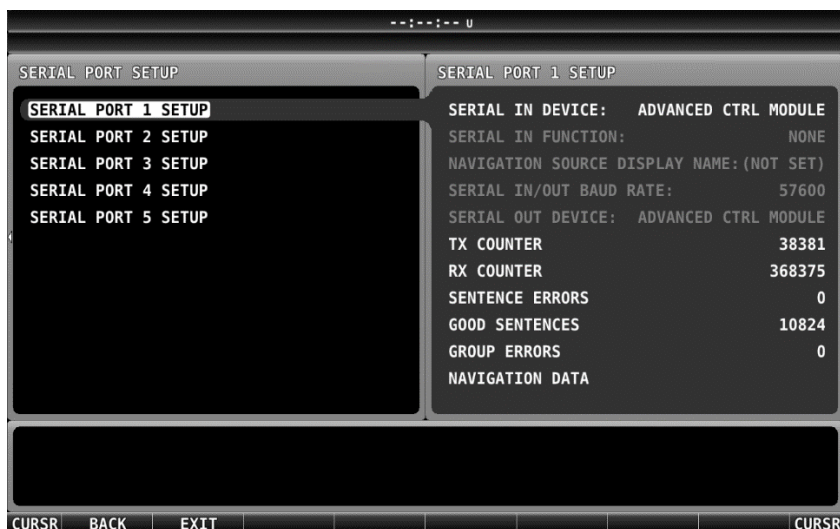 --:--:-- U
SERIAL PORT SETUP
SERIAL PORT 1 SETUP
SERIAL PORT 2 SETUP
SERIAL PORT 3 SETUP
SERIAL PORT 4 SETUP
SERIAL PORT 5 SETUP
SERIAL PORT 1 SETUP
SERIAL IN DEVICE: ADVANCED CTRL MODULE
SERIAL IN FUNCTION: NONE
NAVIGATION SOURCE DISPLAY NAME:(NOT SET)
SERIAL IN/OUT BAUD RATE: 57600
SERIAL OUT DEVICE: ADVANCED CTRL MODULE
TX COUNTER 38381
RX COUNTER 368375
SENTENCE ERRORS 0
GOOD SENTENCES 10824
GROUP ERRORS 0
NAVIGATION DATA
CURSR BACK EXIT CURSR